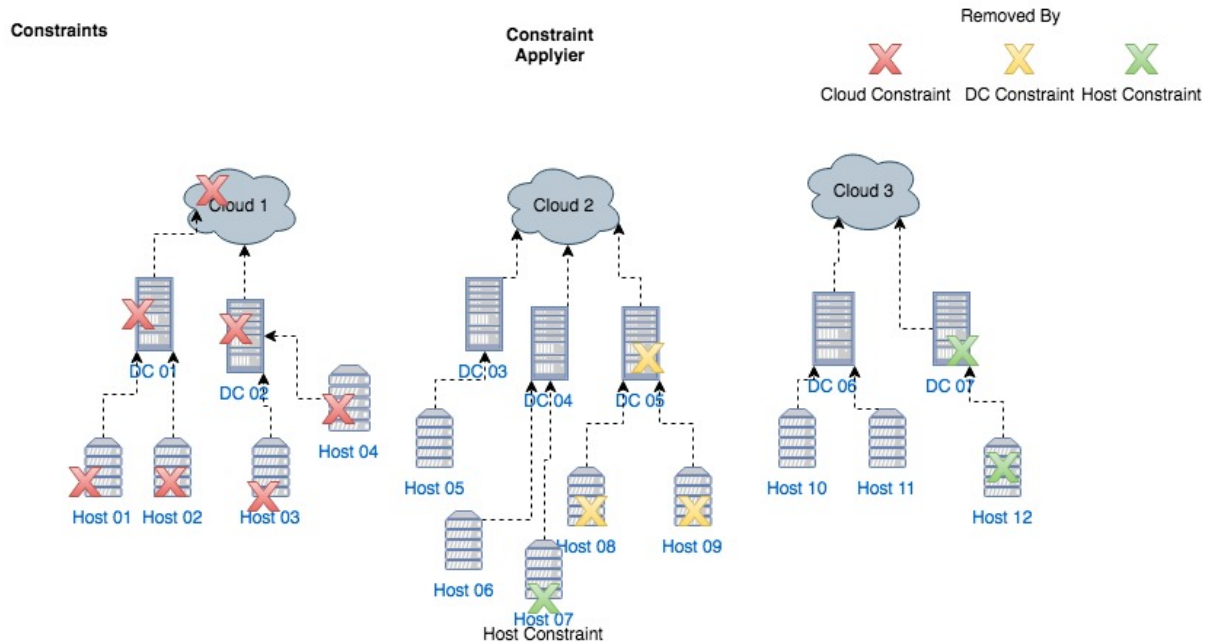 Removed By
Constraints
Constraint
Applyier
Cloud Constraint
DC Constraint
Host Constraint
Cloud 1
Cloud 2
Cloud 3
DC 01
DC 02
DC 03
DC 04
DC 05
DC 06
DC 07
Host 04
Host 05
Host 10
Host 11
Host 01
Host 02
Host 03
Host 12
Host 08
Host 09
Host 06
Host 07
Host Constraint